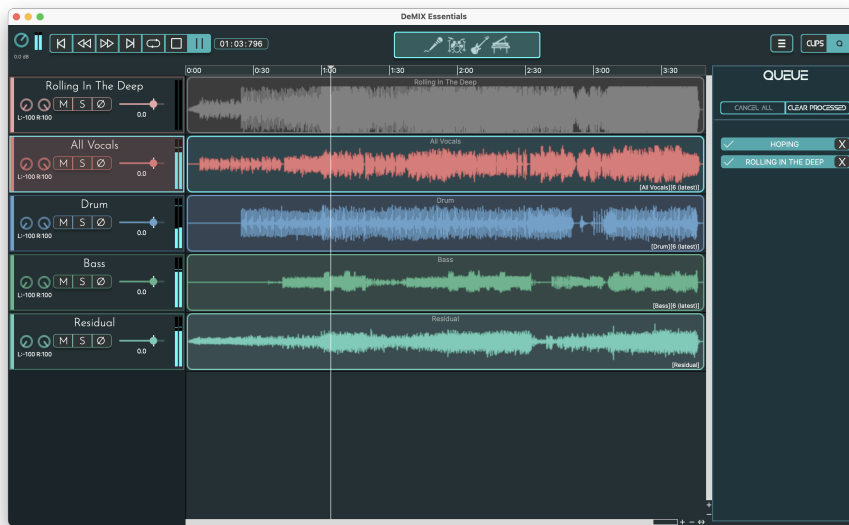 DeMIX Essentials
0.0 dB
01:03:796
CLIPS Q
0:00 0:30 1:00 1:30 2:00 2:30 3:00 3:30
QUEUE
CANCEL ALL CLEAR PROCESSED
HOPING X
ROLLING IN THE DEEP X
Rolling In The Deep
M S Ø
L:-100 R:100
0.0
Rolling In The Deep
All Vocals
M S Ø
L:-100 R:100
0.0
All Vocals
[All Vocals][6 (latest)]
Drum
M S Ø
L:-100 R:100
0.0
Drum
[Drum][6 (latest)]
Bass
M S Ø
L:-100 R:100
0.0
Bass
[Bass][6 (latest)]
Residual
M S Ø
L:-100 R:100
0.0
Residual
[Residual]